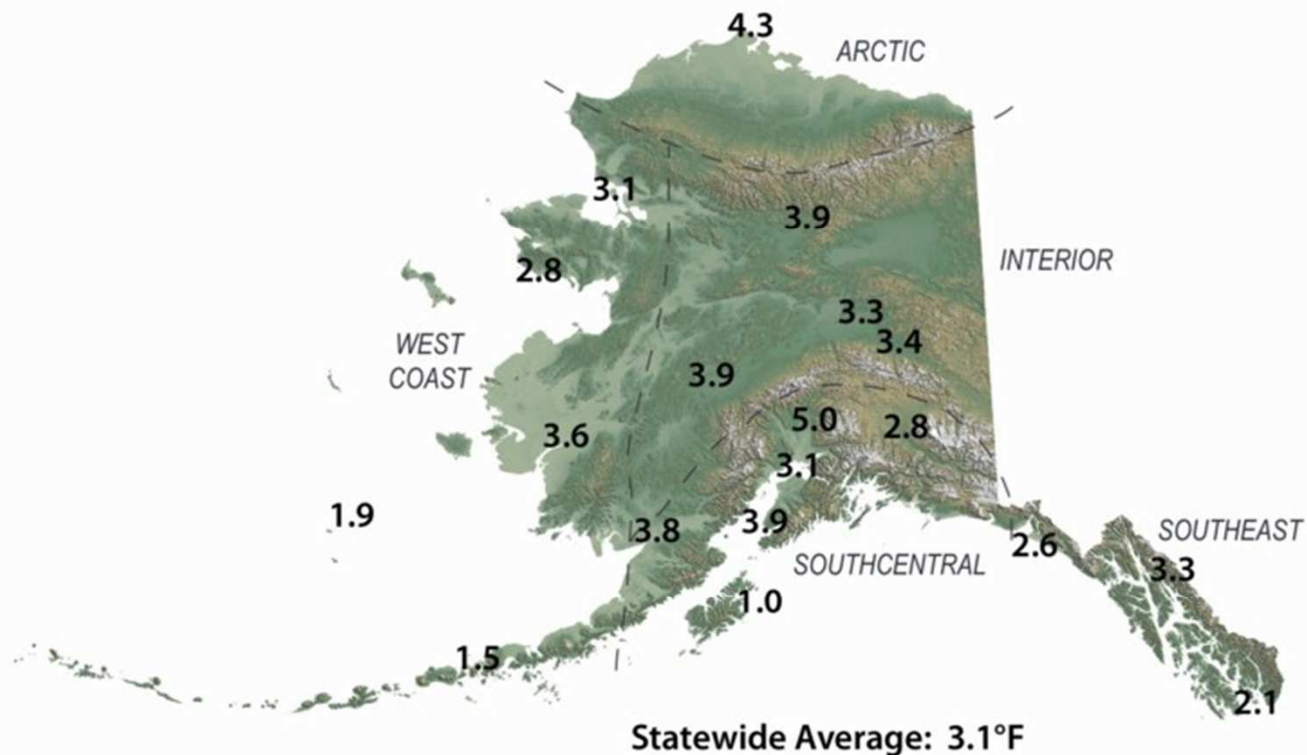 4.3
ARCTIC
3.1
3.9
2.8
INTERIOR
3.3
WEST
COAST
3.4
3.9
5.0
2.8
3.6
3.1
1.9
3.8
3.9
2.6
SOUTHEAST
SOUTHCENTRAL
3.3
1.0
1.5
2.1
Statewide Average: 3.1°F